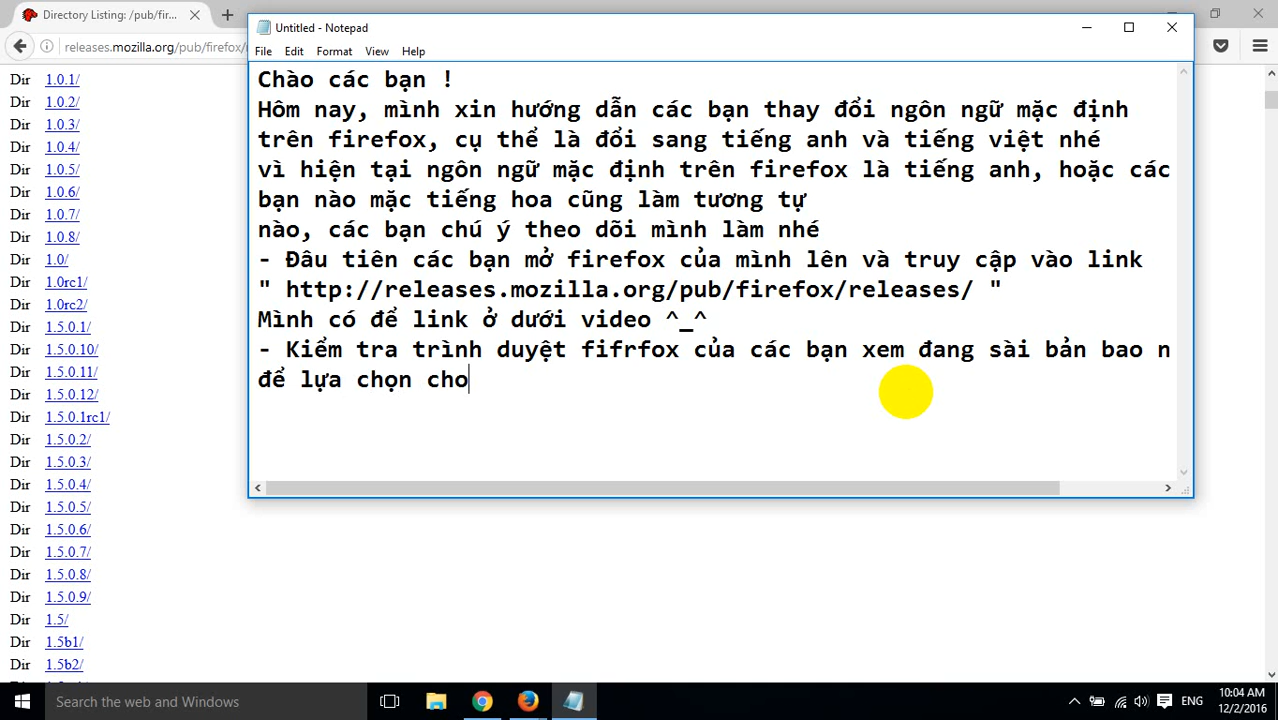 Directory Listing: /pub/fir...
releases.mozilla.org/pub/firefox/
Dir 1.0.1/
Dir 1.0.2/
Dir 1.0.3/
Dir 1.0.4/
Dir 1.0.5/
Dir 1.0.6/
Dir 1.0.7/
Dir 1.0.8/
Dir 1.0/
Dir 1.0rc1/
Dir 1.0rc2/
Dir 1.5.0.1/
Dir 1.5.0.10/
Dir 1.5.0.11/
Dir 1.5.0.12/
Dir 1.5.0.1rc1/
Dir 1.5.0.2/
Dir 1.5.0.3/
Dir 1.5.0.4/
Dir 1.5.0.5/
Dir 1.5.0.6/
Dir 1.5.0.7/
Dir 1.5.0.8/
Dir 1.5.0.9/
Dir 1.5/
Dir 1.5b1/
Dir 1.5b2/
Untitled - Notepad
File Edit Format View Help
Chào các bạn !
Hôm nay, mình xin hướng dẫn các bạn thay đổi ngôn ngữ mặc định
trên firefox, cụ thể là đổi sang tiếng anh và tiếng việt nhé
vì hiện tại ngôn ngữ mặc định trên firefox là tiếng anh, hoặc các
bạn nào mặc tiếng hoa cũng làm tương tự
nào, các bạn chú ý theo dõi mình làm nhé
- Đâu tiên các bạn mở firefox của mình lên và truy cập vào link
" http://releases.mozilla.org/pub/firefox/releases/ "
Mình có để link ở dưới video ^_^
- Kiểm tra trình duyệt fifrfox của các bạn xem đang sài bản bao n
để lựa chọn cho
Search the web and Windows
ENG
10:04 AM
12/2/2016